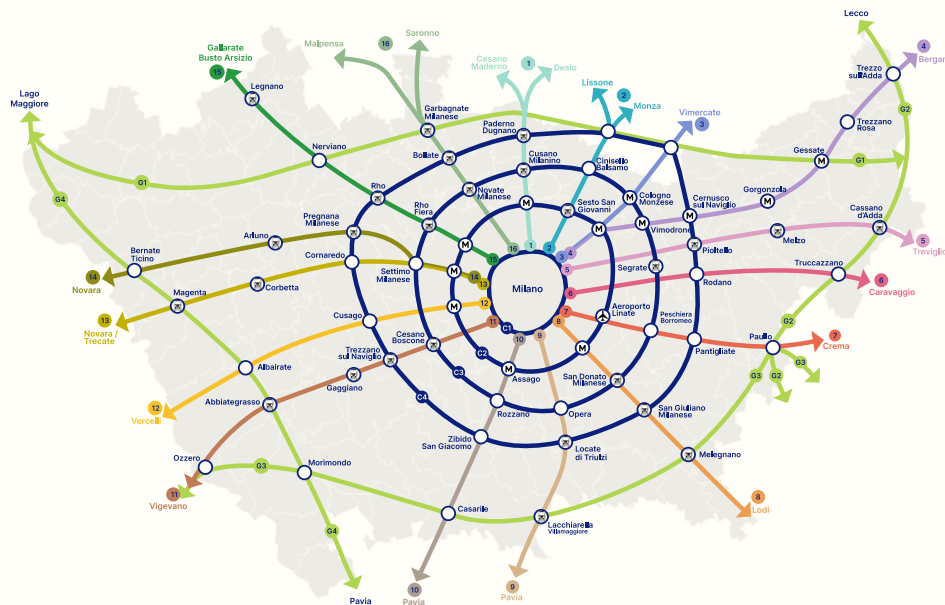 Lecco
4
Bergam
Saronno
16
Malpensa
Gallarate
Busto Arsizio
15
Cesano
Maderno
1
Desio
Lissone
2
Monza
Vimercate
3
Trezzo
sull'Adda
G2
Trezzano
Rosa
Lago
Maggiore
Legnano
Garbagnate
Milanese
Paderno
Dugnano
Nerviano
Bollate
Cusano
Milanino
Cinisello
Balsamo
Gessate
M
G1
G1
G4
Rho
Novate
Milanese
Rho
Fiera
M
Sesto San
Giovanni
M
Cologno
Monzese
Gorgonzola
M
Cernusco
sul Naviglio
M
Cassano
d'Adda
Pregnana
Milanese
Arluno
M
M
Vimodrone
Pioltello
Melzo
5
Treviglio
Bernate
Ticino
Cornaredo
Settimo
Milanese
M
16
1
2
3
4
15
5
Segrate
Rodano
Truccazzano
6
Caravaggio
14
Novara
Magenta
Corbetta
14
13
Milano
6
M
12
7
Aeroporto
Linate
13
Novara /
Trecate
Cusago
11
C1
8
9
10
Peschiera
Borromeo
G2
Cesano
Boscone
Trezzano
sul Naviglio
C2
M
Pantigliate
Paullo
7
Crema
Albairate
Gaggiano
C3
M
Assago
San Donato
Milanese
G3
G2
G3
Abbiategrasso
C4
12
Vercelli
Rozzano
Opera
San Giuliano
Milanese
Zibido
San Giacomo
Locate
di Triulzi
Melegnano
Ozzero
G3
Morimondo
11
Vigevano
8
Lodi
Casarile
Lacchiarella
Villamaggiore
G4
Pavia
10
Pavia
9
Pavia